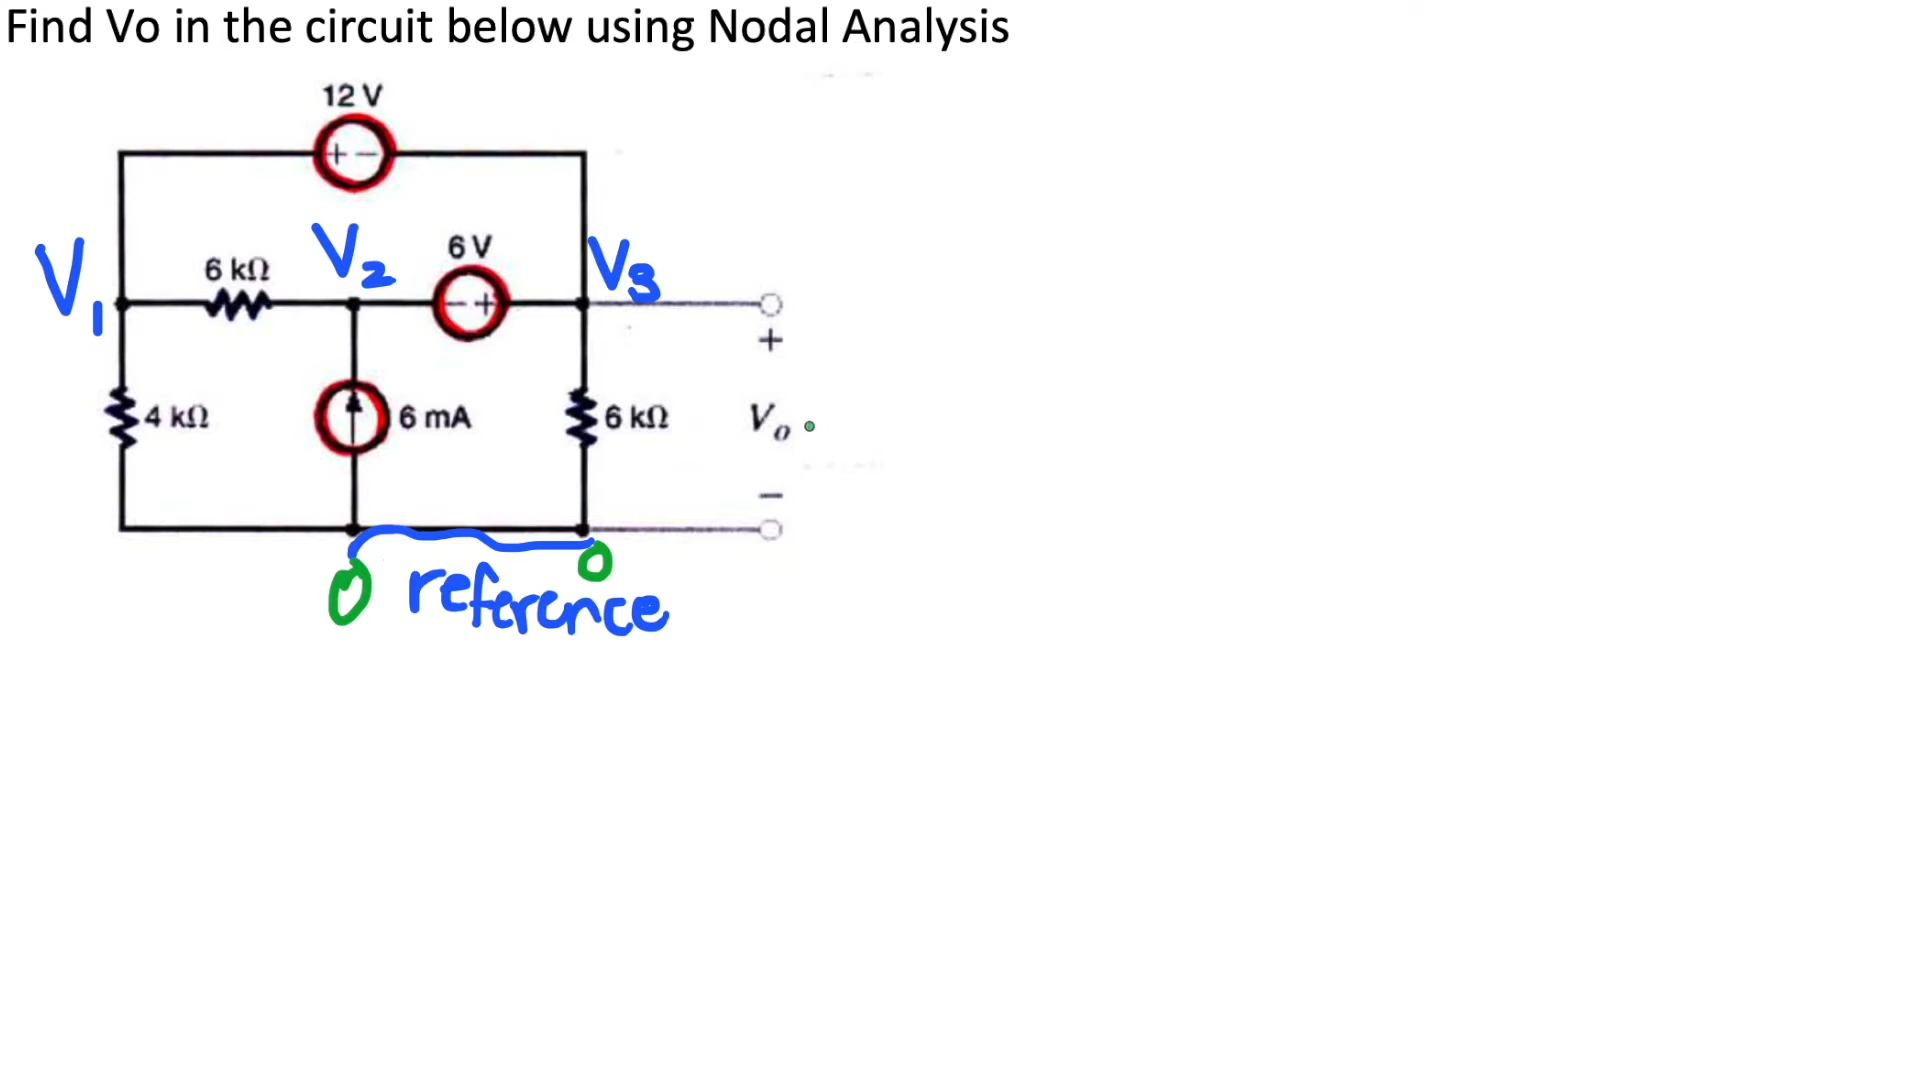 Find Vo in the circuit below using Nodal Analysis
12 V
+ −
V₁
6 kΩ
V₂
6 V
− +
V₃
+
4 kΩ
6 mA
6 kΩ
Vₒ
−
0
reference
0